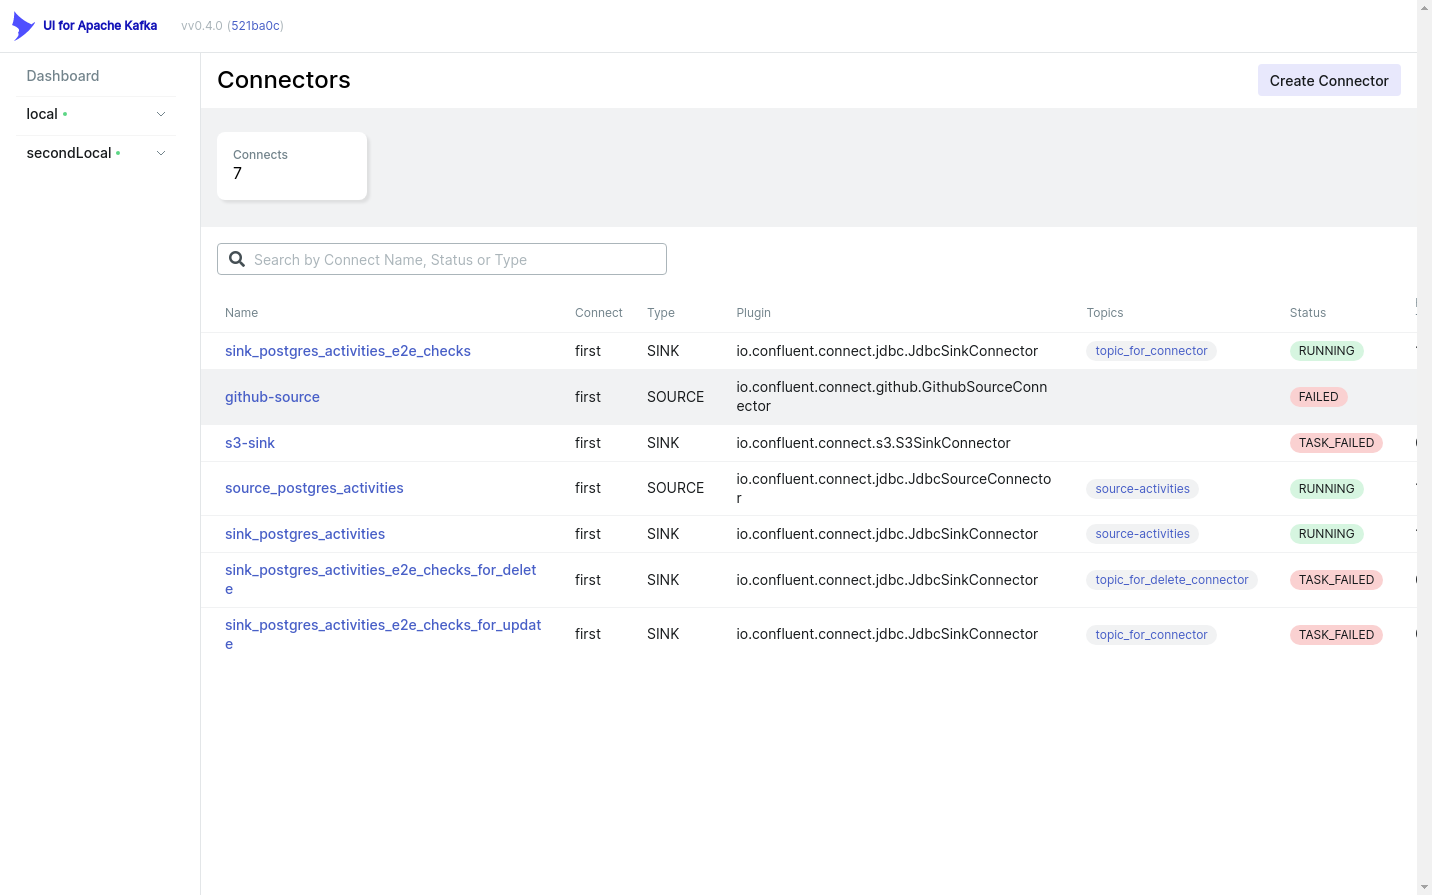 UI for Apache Kafka vv0.4.0 (521ba0c)
Dashboard
local
secondLocal
Connectors
Create Connector
Connects
7
Search by Connect Name, Status or Type
Name Connect Type Plugin Topics Status
sink_postgres_activities_e2e_checks first SINK io.confluent.connect.jdbc.JdbcSinkConnector topic_for_connector RUNNING
github-source first SOURCE io.confluent.connect.github.GithubSourceConn
ector FAILED
s3-sink first SINK io.confluent.connect.s3.S3SinkConnector TASK_FAILED
source_postgres_activities first SOURCE io.confluent.connect.jdbc.JdbcSourceConnecto
r source-activities RUNNING
sink_postgres_activities first SINK io.confluent.connect.jdbc.JdbcSinkConnector source-activities RUNNING
sink_postgres_activities_e2e_checks_for_delet
e first SINK io.confluent.connect.jdbc.JdbcSinkConnector topic_for_delete_connector TASK_FAILED
sink_postgres_activities_e2e_checks_for_updat
e first SINK io.confluent.connect.jdbc.JdbcSinkConnector topic_for_connector TASK_FAILED